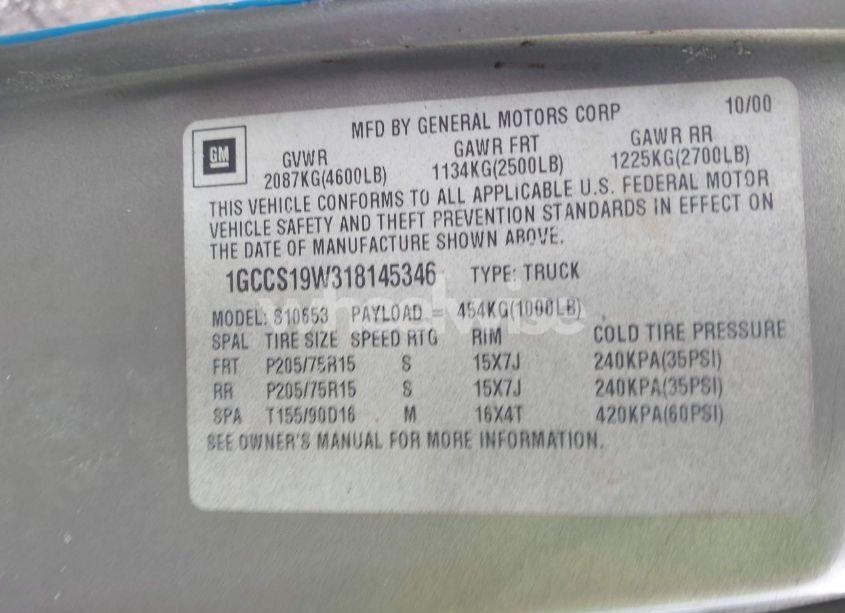 MFD BY GENERAL MOTORS CORP 10/00
GM
GVWR GAWR FRT GAWR RR
2087KG(4600LB) 1134KG(2500LB) 1225KG(2700LB)
THIS VEHICLE CONFORMS TO ALL APPLICABLE U.S. FEDERAL MOTOR
VEHICLE SAFETY AND THEFT PREVENTION STANDARDS IN EFFECT ON
THE DATE OF MANUFACTURE SHOWN ABOVE.
1GCCS19W318145346 TYPE: TRUCK
MODEL: S10653 PAYLOAD = 454KG(1000LB)
wheelwise
SPAL TIRE SIZE SPEED RTG RIM COLD TIRE PRESSURE
FRT P205/75R15 S 15X7J 240KPA(35PSI)
RR P205/75R15 S 15X7J 240KPA(35PSI)
SPA T155/90D16 M 16X4T 420KPA(60PSI)
SEE OWNER'S MANUAL FOR MORE INFORMATION.